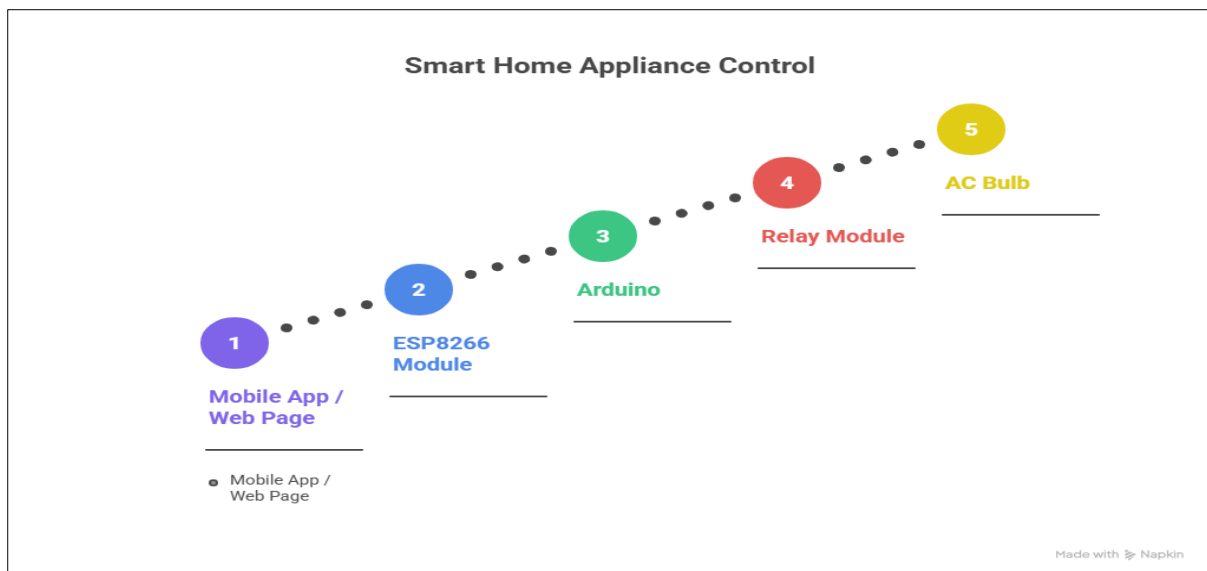 Smart Home Appliance Control
5
AC Bulb
4
Relay Module
3
Arduino
2
ESP8266
Module
1
Mobile App /
Web Page
Mobile App /
Web Page
Made with Napkin